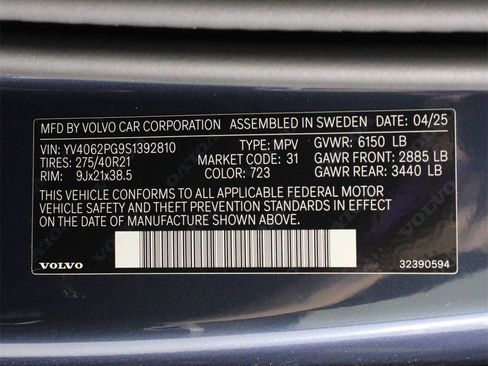 MFD BY VOLVO CAR CORPORATION ASSEMBLED IN SWEDEN DATE: 04/25
VIN: YV4062PG9S1392810 TYPE: MPV GVWR: 6150 LB
TIRES: 275/40R21 MARKET CODE: 31 GAWR FRONT: 2885 LB
RIM: 9Jx21x38.5 COLOR: 723 GAWR REAR: 3440 LB
THIS VEHICLE CONFORMS TO ALL APPLICABLE FEDERAL MOTOR
VEHICLE SAFETY AND THEFT PREVENTION STANDARDS IN EFFECT
ON THE DATE OF MANUFACTURE SHOWN ABOVE.
VOLVO 32390594